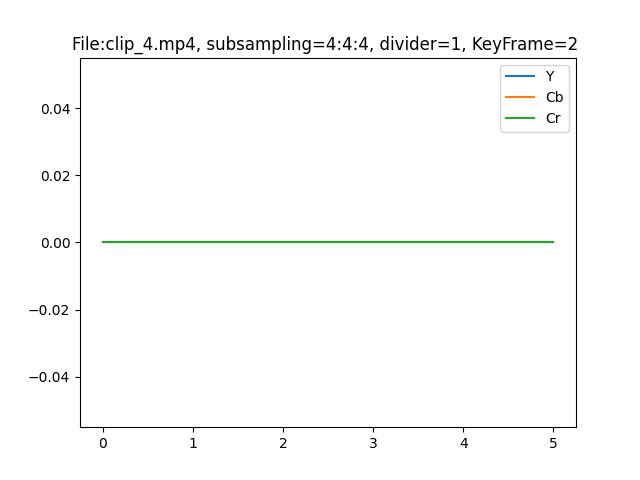 File:clip_4.mp4, subsampling=4:4:4, divider=1, KeyFrame=2
Y
Cb
Cr
0.04
0.02
0.00
−0.02
−0.04
0 1 2 3 4 5